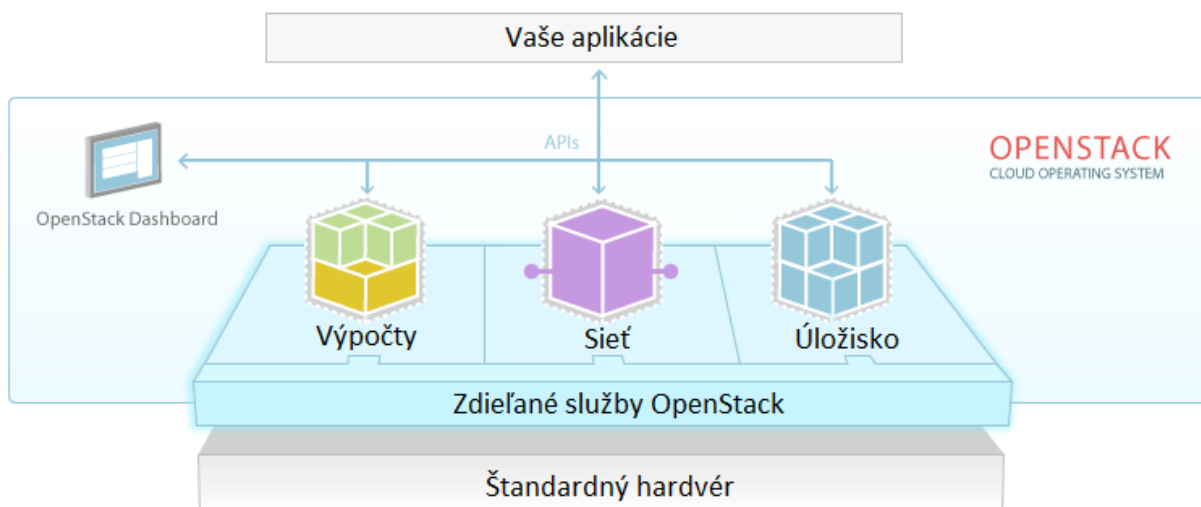 Vaše aplikácie
APIs
OPENSTACK
CLOUD OPERATING SYSTEM
OpenStack Dashboard
Výpočty
Sieť
Úložisko
Zdieľané služby OpenStack
Štandardný hardvér